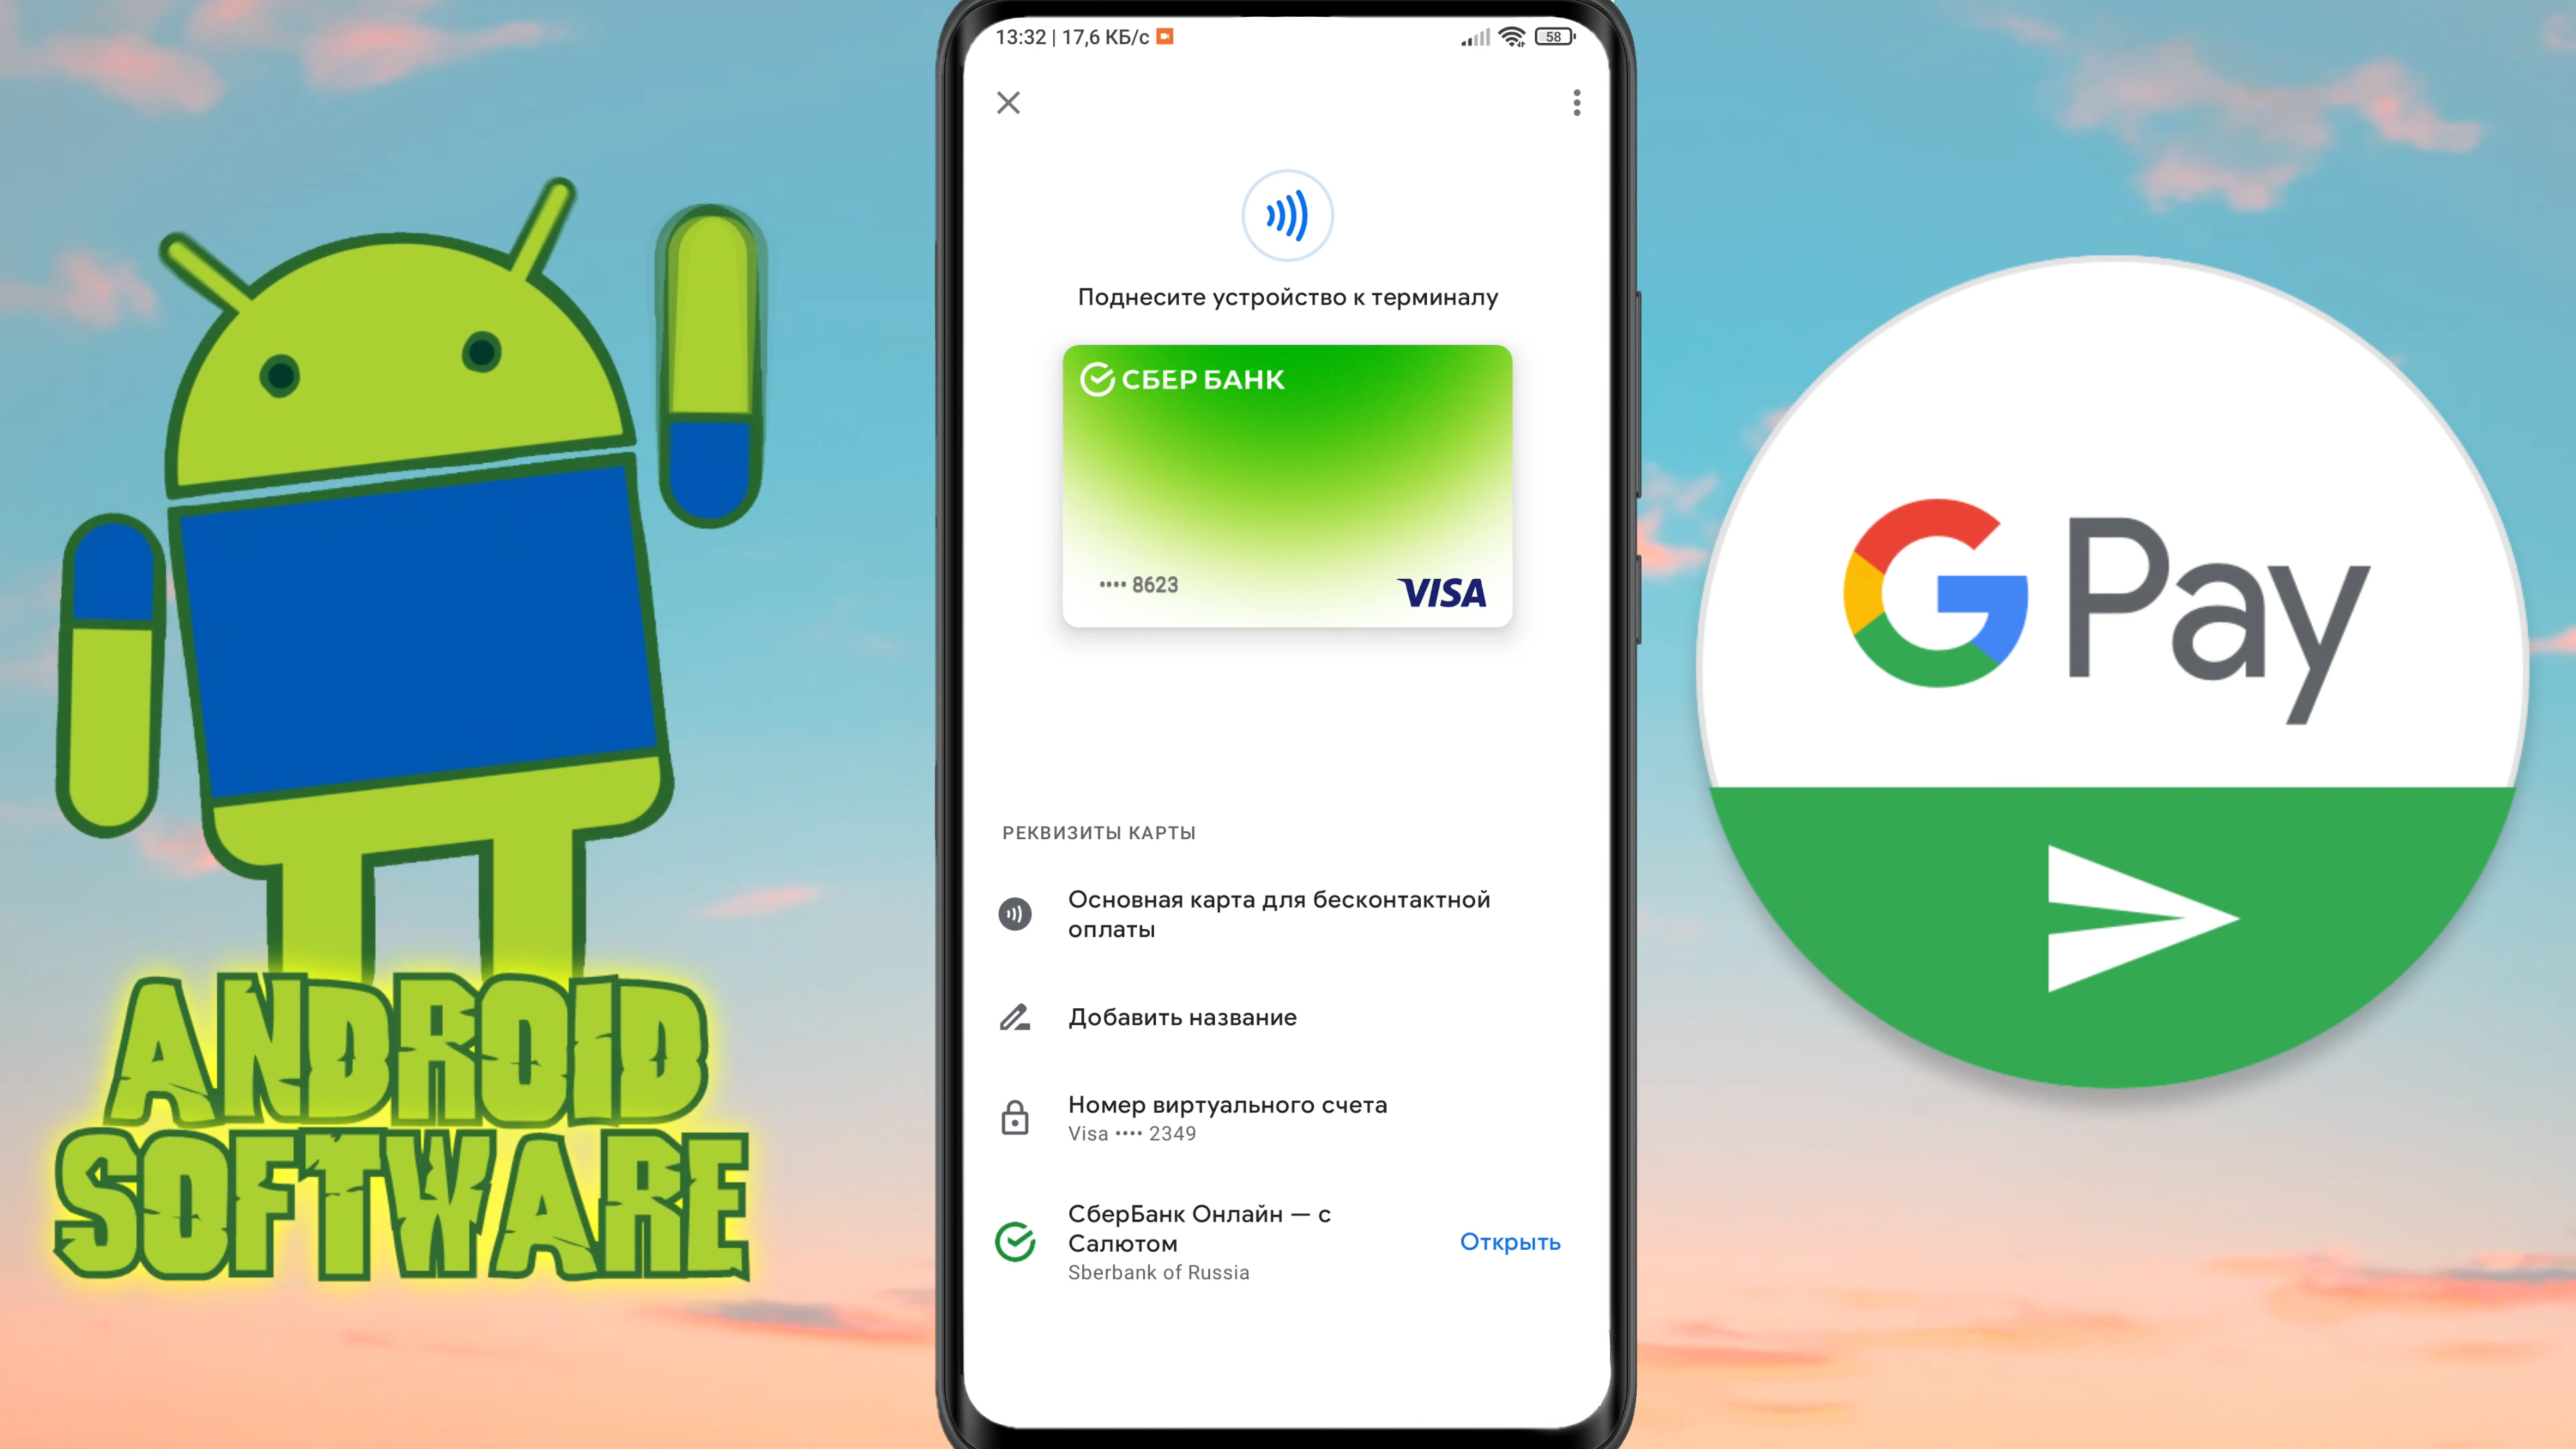 13:32 | 17,6 КБ/с
58
Поднесите устройство к терминалу
СБЕР БАНК
•••• 8623
VISA
РЕКВИЗИТЫ КАРТЫ
Основная карта для бесконтактной
оплаты
Добавить название
Номер виртуального счета
Visa •••• 2349
СберБанк Онлайн — с
Салютом
Sberbank of Russia
Открыть
ANDROID
SOFTWARE
G Pay